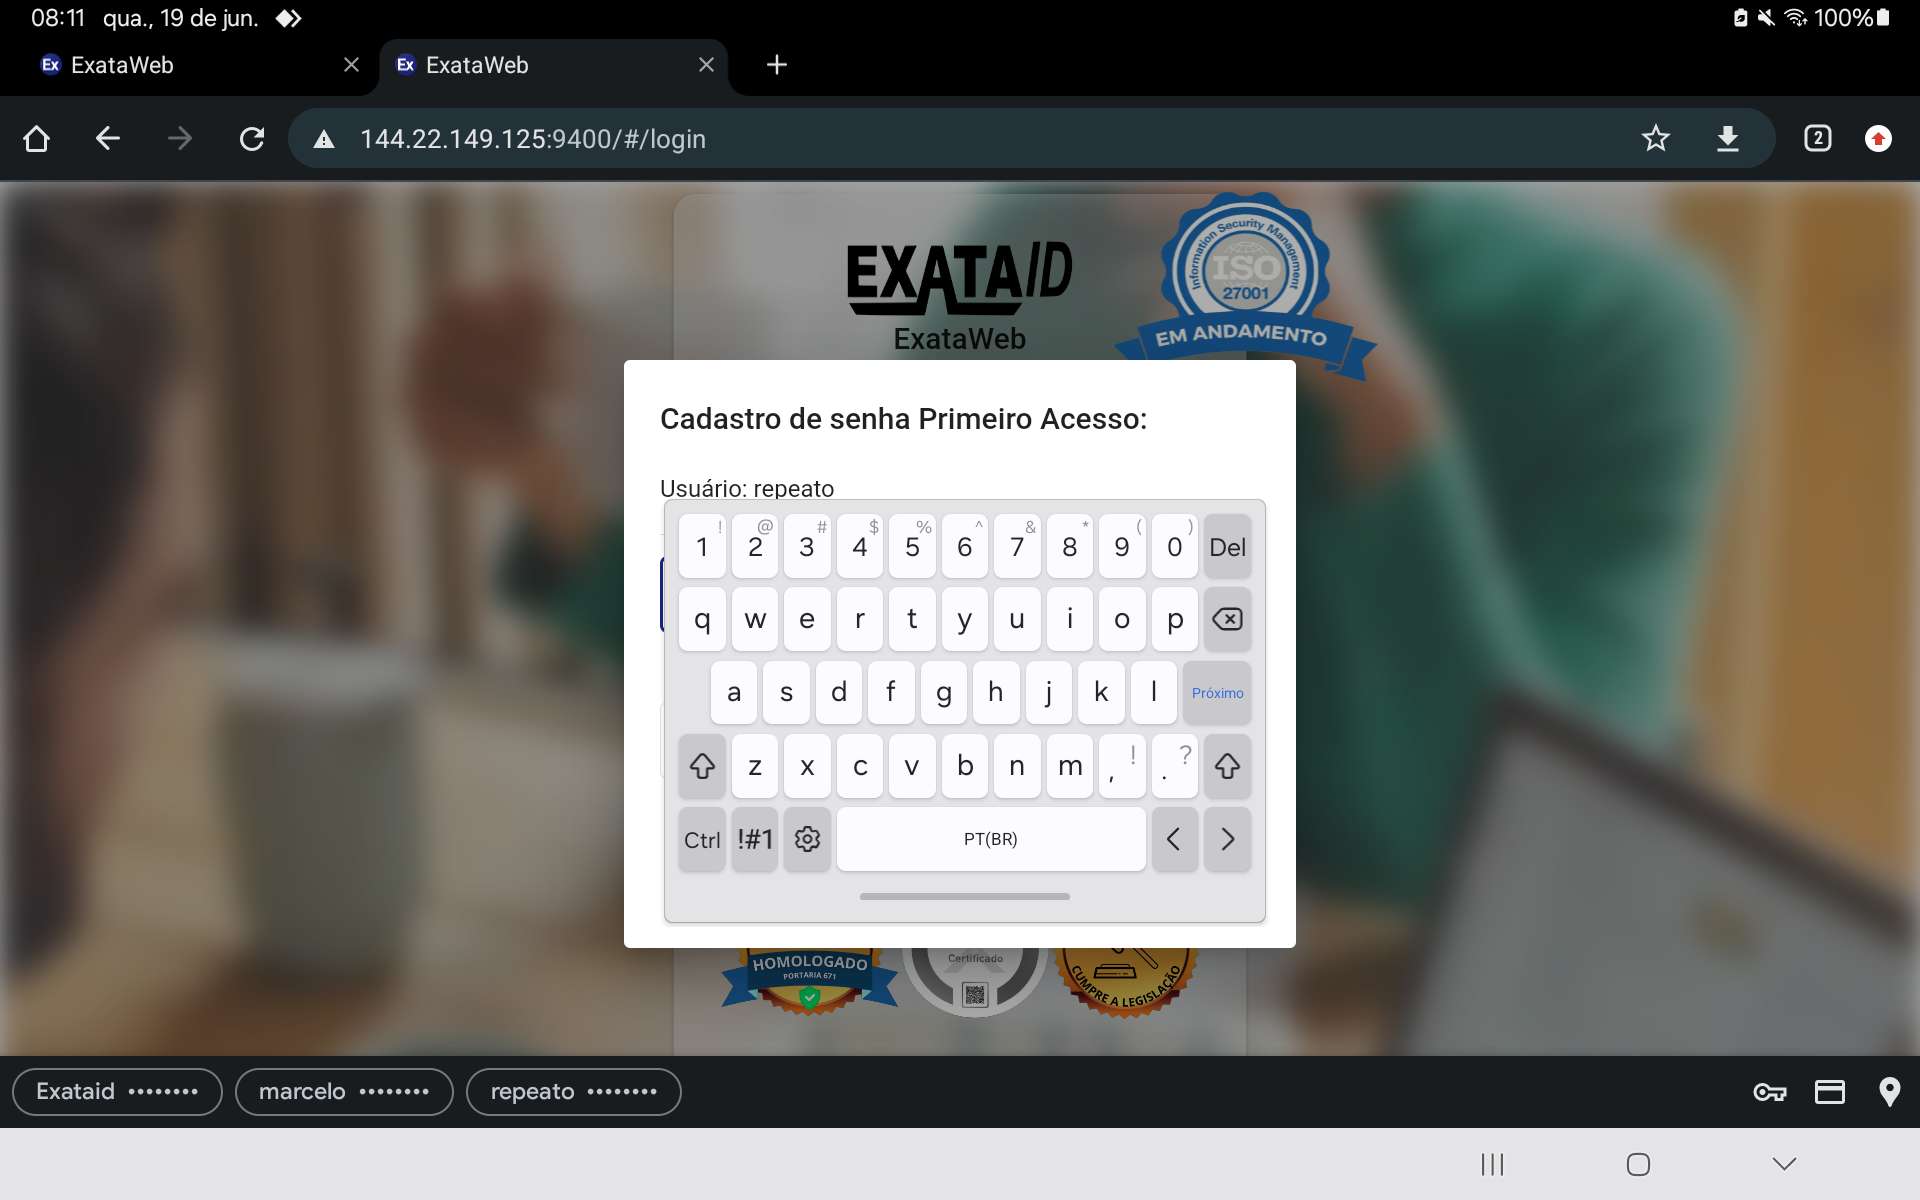 08:11 qua., 19 de jun. 100%
ExataWeb ExataWeb
144.22.149.125:9400/#/login 2
EXATAID
ExataWeb
Information Security Management
ISO
27001
EM ANDAMENTO
Cadastro de senha Primeiro Acesso:
Usuário: repeato
! @ # $ % ^ & * ( )
1 2 3 4 5 6 7 8 9 0 Del
q w e r t y u i o p
a s d f g h j k l Próximo
z x c v b n m , ! . ?
Ctrl !#1 PT(BR) < >
HOMOLOGADO
PORTARIA 671
Certificado
CUMPRE A LEGISLAÇÃO
Exataid •••••••• marcelo •••••••• repeato ••••••••